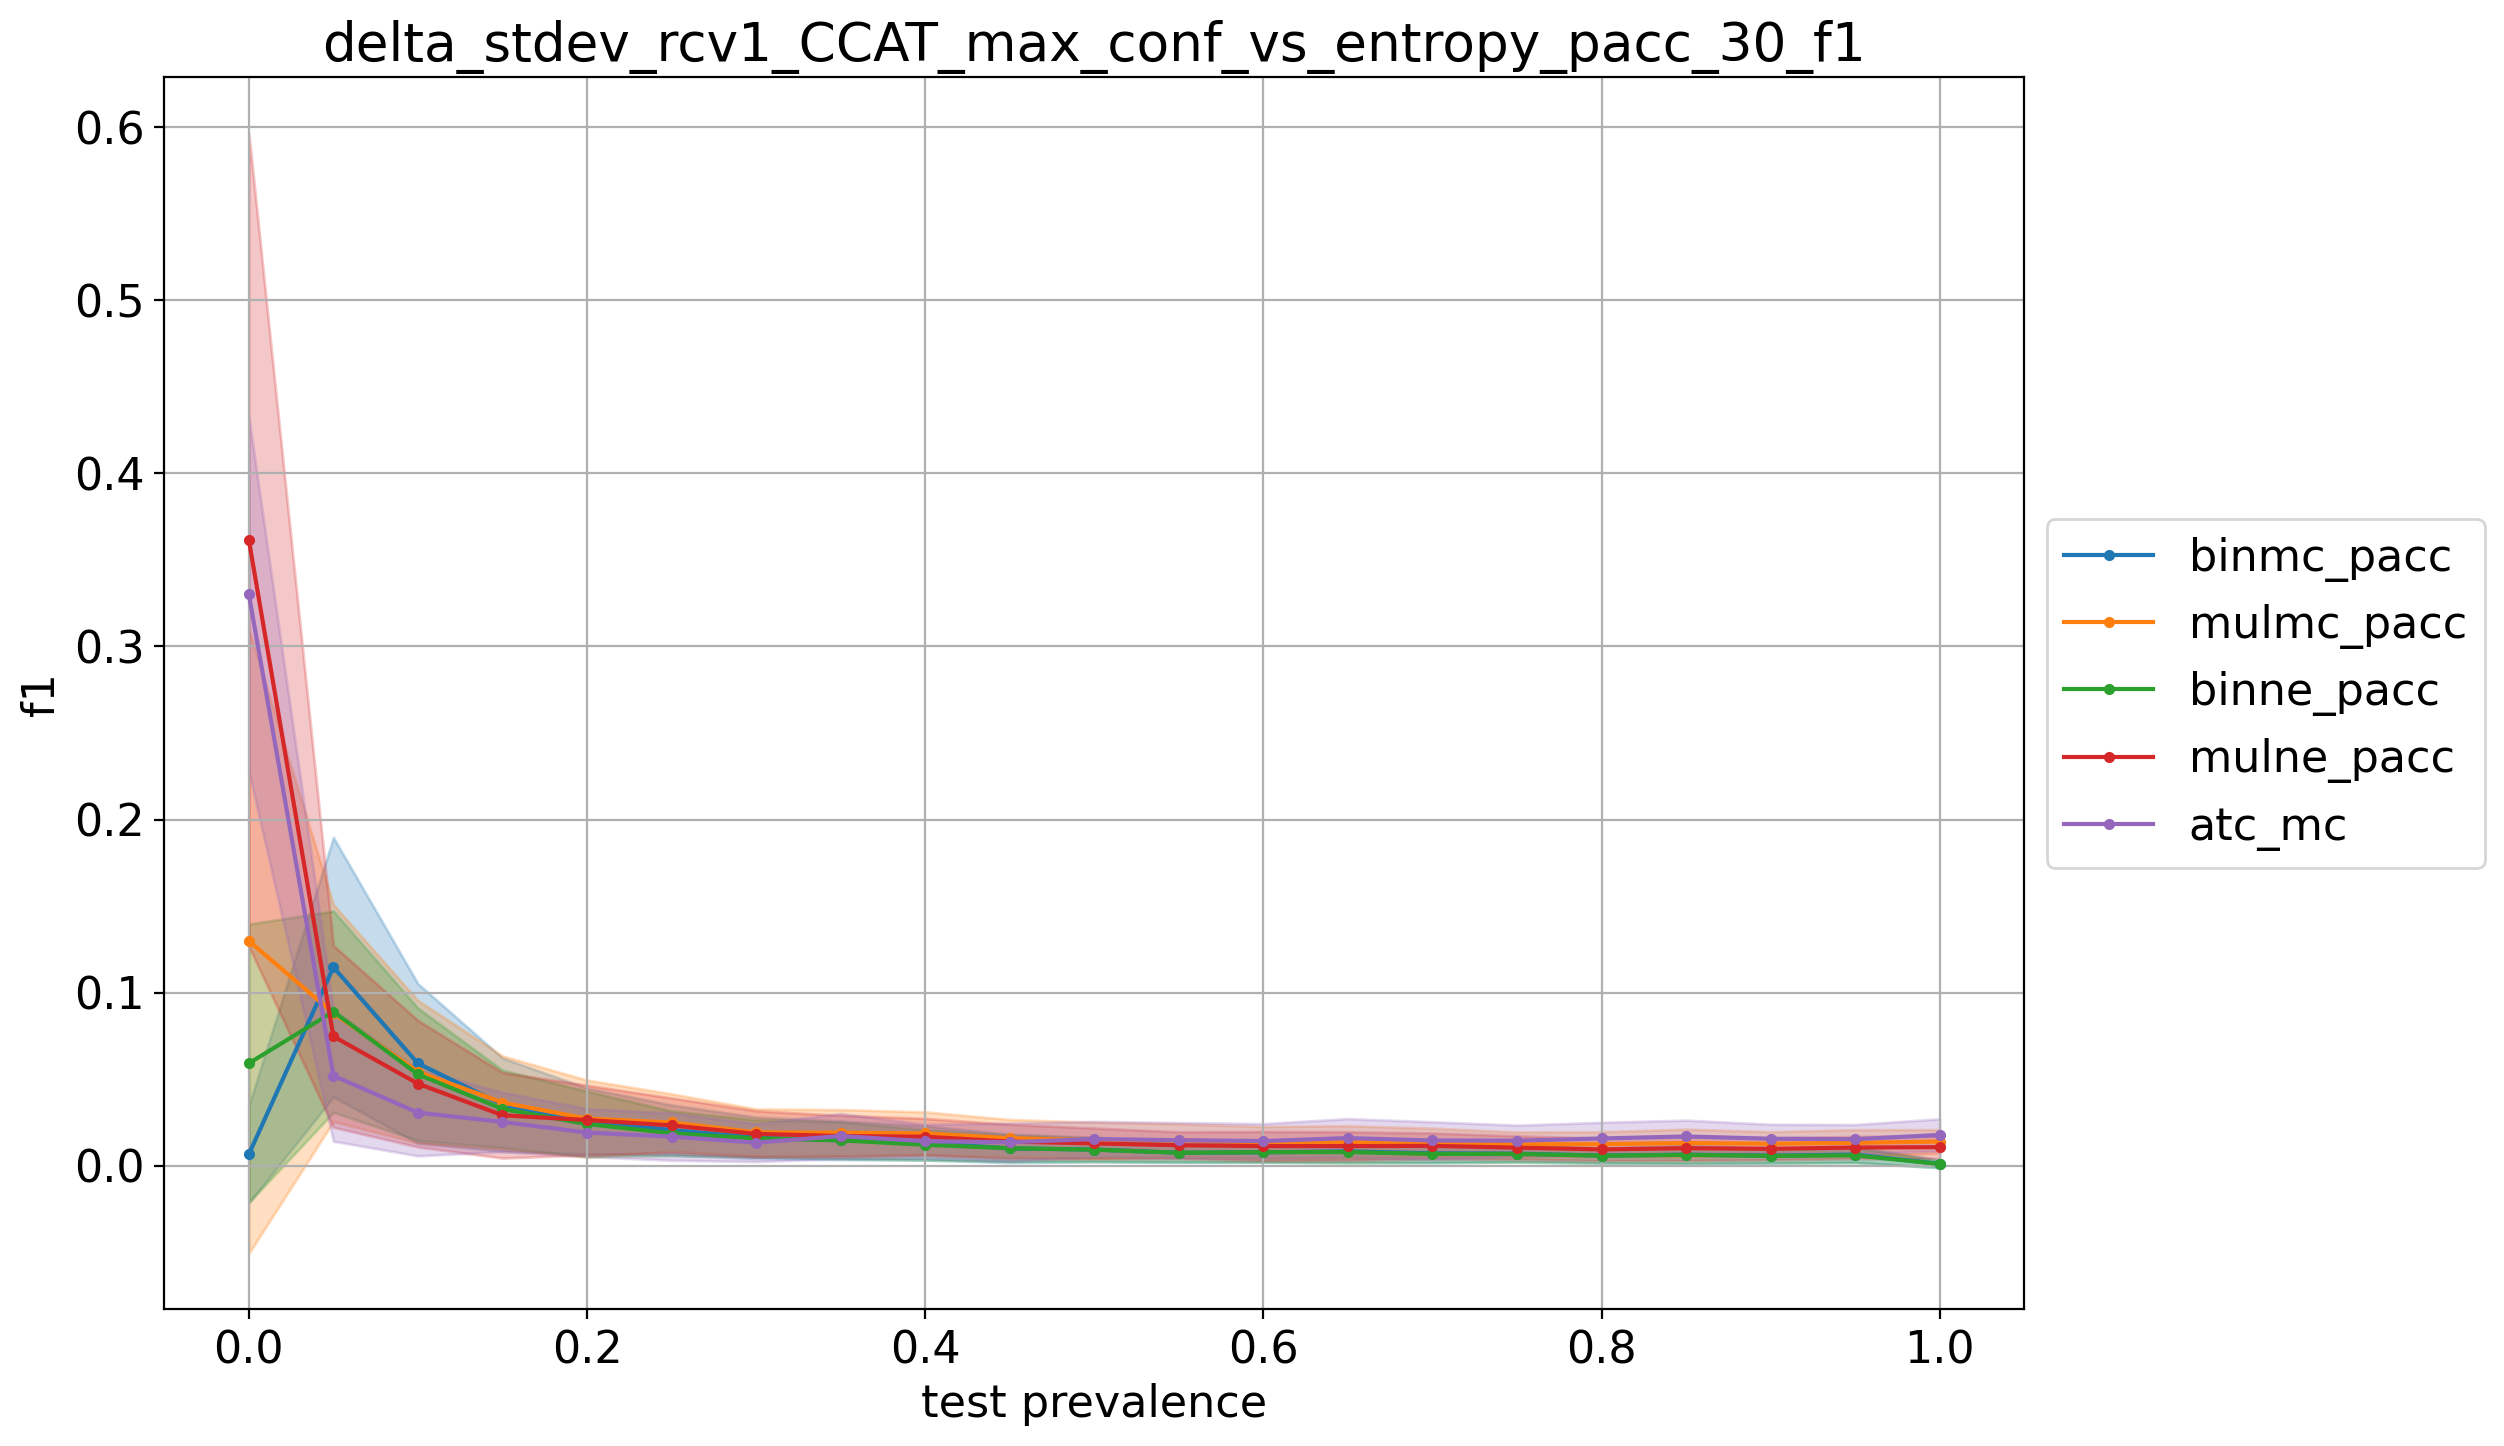 delta_stdev_rcv1_CCAT_max_conf_vs_entropy_pacc_30_f1
0.6
0.5
0.4
0.3
0.2
0.1
0.0
f1
0.0 0.2 0.4 0.6 0.8 1.0
test prevalence
binmc_pacc
mulmc_pacc
binne_pacc
mulne_pacc
atc_mc